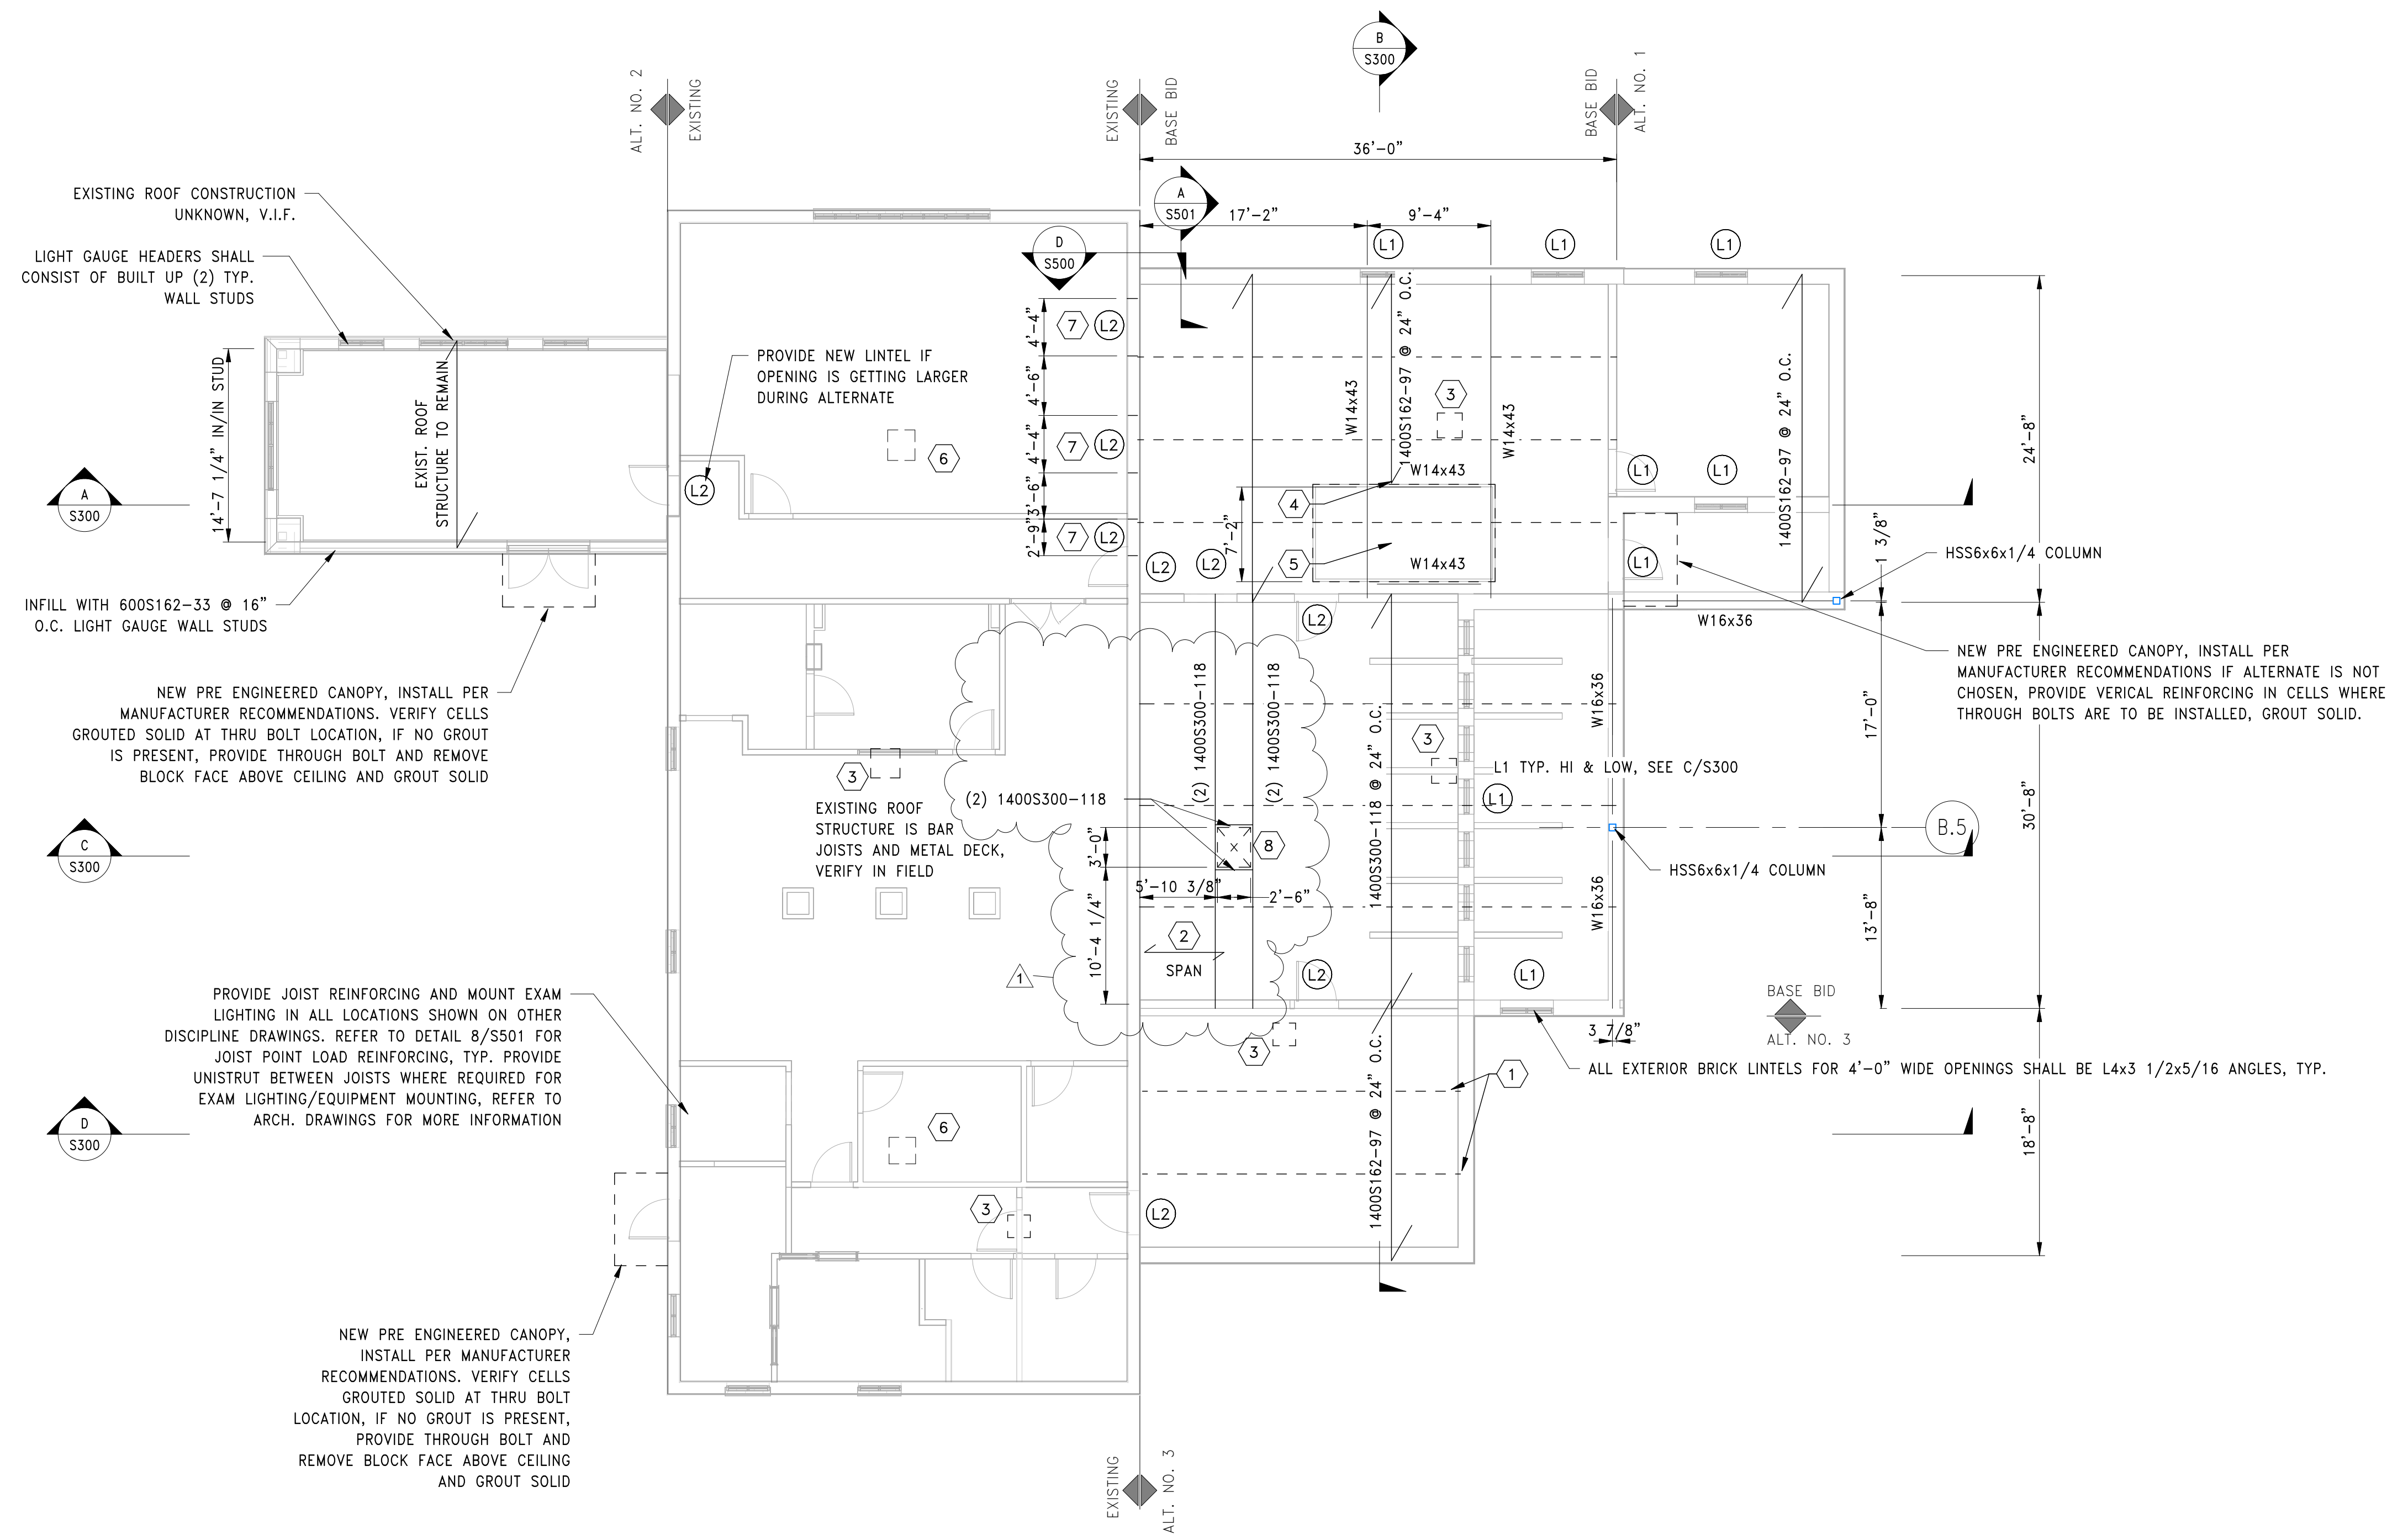 B
S300
ALT. NO. 2
EXISTING
EXISTING
BASE BID
BASE BID
ALT. NO. 1
36'-0"
A
S501
17'-2"
9'-4"
D
S500
L1
L1
L1
EXISTING ROOF CONSTRUCTION
UNKNOWN, V.I.F.
LIGHT GAUGE HEADERS SHALL
CONSIST OF BUILT UP (2) TYP.
WALL STUDS
14'-7 1/4" IN/IN STUD
EXIST. ROOF
STRUCTURE TO REMAIN
PROVIDE NEW LINTEL IF
OPENING IS GETTING LARGER
DURING ALTERNATE
L2
6
4'-4"
4'-6"
4'-4"
3'-6"
2'-9"
7
L2
7
L2
7
L2
L2
L2
W14x43
1400S162-97 @ 24" O.C.
3
W14x43
W14x43
4
7'-2"
5
W14x43
L1
L1
L1
1400S162-97 @ 24" O.C.
24'-8"
1 3/8"
HSS6x6x1/4 COLUMN
W16x36
A
S300
INFILL WITH 600S162-33 @ 16"
O.C. LIGHT GAUGE WALL STUDS
NEW PRE ENGINEERED CANOPY, INSTALL PER
MANUFACTURER RECOMMENDATIONS. VERIFY CELLS
GROUTED SOLID AT THRU BOLT LOCATION, IF NO GROUT
IS PRESENT, PROVIDE THROUGH BOLT AND REMOVE
BLOCK FACE ABOVE CEILING AND GROUT SOLID
NEW PRE ENGINEERED CANOPY, INSTALL PER
MANUFACTURER RECOMMENDATIONS IF ALTERNATE IS NOT
CHOSEN, PROVIDE VERICAL REINFORCING IN CELLS WHERE
THROUGH BOLTS ARE TO BE INSTALLED, GROUT SOLID.
L2
(2) 1400S300-118
(2) 1400S300-118
1400S300-118 @ 24" O.C.
3
W16x36
L1 TYP. HI & LOW, SEE C/S300
L1
17'-0"
30'-8"
B.5
3
EXISTING ROOF
STRUCTURE IS BAR
JOISTS AND METAL DECK,
VERIFY IN FIELD
(2) 1400S300-118
3'-0"
8
X
5'-10 3/8"
2'-6"
10'-4 1/4"
2
SPAN
1
L2
L1
W16x36
HSS6x6x1/4 COLUMN
13'-8"
C
S300
BASE BID
ALT. NO. 3
3 7/8"
ALL EXTERIOR BRICK LINTELS FOR 4'-0" WIDE OPENINGS SHALL BE L4x3 1/2x5/16 ANGLES, TYP.
PROVIDE JOIST REINFORCING AND MOUNT EXAM
LIGHTING IN ALL LOCATIONS SHOWN ON OTHER
DISCIPLINE DRAWINGS. REFER TO DETAIL 8/S501 FOR
JOIST POINT LOAD REINFORCING, TYP. PROVIDE
UNISTRUT BETWEEN JOISTS WHERE REQUIRED FOR
EXAM LIGHTING/EQUIPMENT MOUNTING, REFER TO
ARCH. DRAWINGS FOR MORE INFORMATION
3
1
1400S162-97 @ 24" O.C.
18'-8"
D
S300
6
3
L2
NEW PRE ENGINEERED CANOPY,
INSTALL PER MANUFACTURER
RECOMMENDATIONS. VERIFY CELLS
GROUTED SOLID AT THRU BOLT
LOCATION, IF NO GROUT IS PRESENT,
PROVIDE THROUGH BOLT AND
REMOVE BLOCK FACE ABOVE CEILING
AND GROUT SOLID
EXISTING
ALT. NO. 3